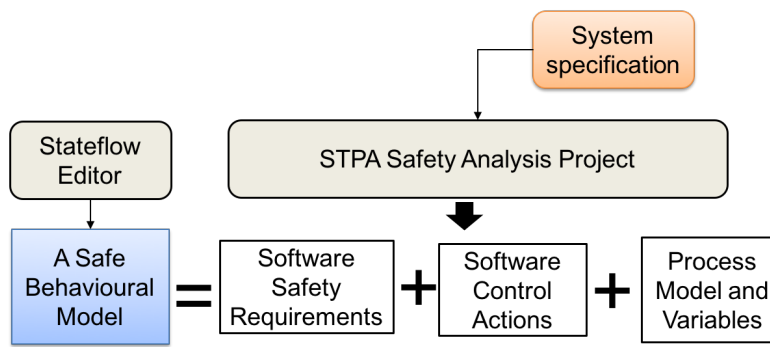 System
specification
Stateflow
Editor
STPA Safety Analysis Project
A Safe
Behavioural
Model
=
Software
Safety
Requirements
+
Software
Control
Actions
+
Process
Model and
Variables